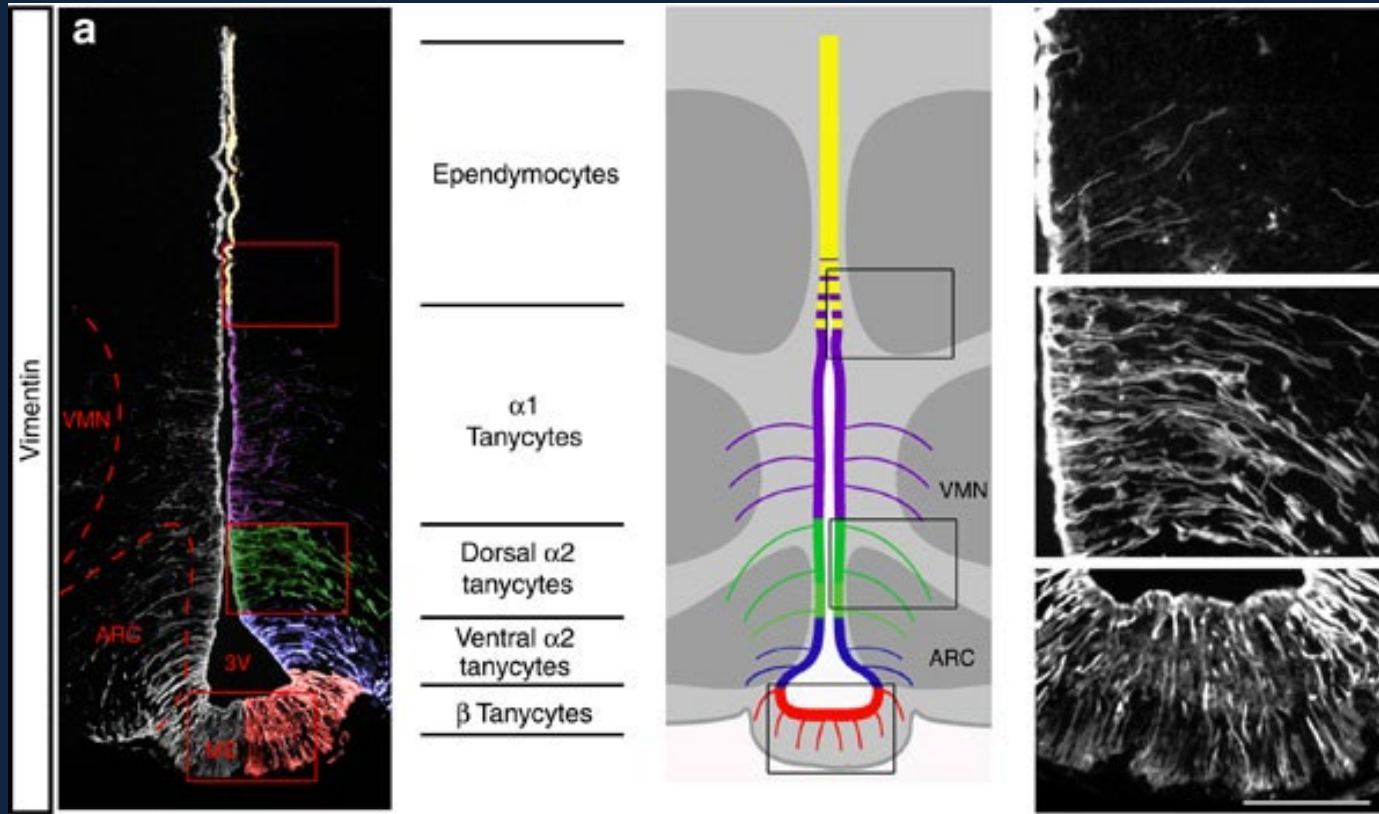 a
Vimentin
VMN
ARC
3V
ME
Ependymocytes
α1
Tanycytes
Dorsal α2
tanycytes
Ventral α2
tanycytes
β Tanycytes
VMN
ARC